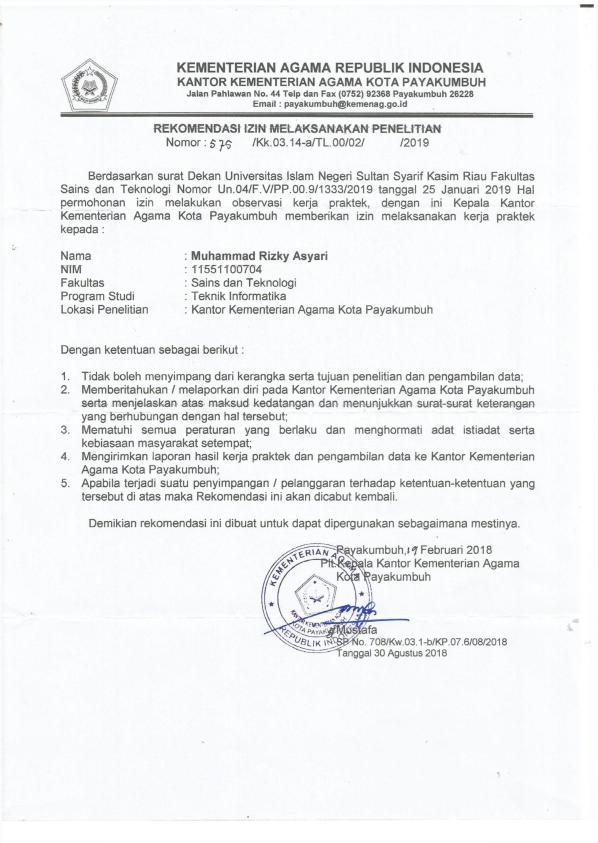 KEMENTERIAN AGAMA REPUBLIK INDONESIA
KANTOR KEMENTERIAN AGAMA KOTA PAYAKUMBUH
Jalan Pahlawan No. 44 Telp dan Fax (0752) 92368 Payakumbuh 26228
Email : payakumbuh@kemenag.go.id
REKOMENDASI IZIN MELAKSANAKAN PENELITIAN
Nomor : 575 /Kk.03.14-a/TL.00/02/ /2019
Berdasarkan surat Dekan Universitas Islam Negeri Sultan Syarif Kasim Riau Fakultas
Sains dan Teknologi Nomor Un.04/F.V/PP.00.9/1333/2019 tanggal 25 Januari 2019 Hal
permohonan izin melakukan observasi kerja praktek, dengan ini Kepala Kantor
Kementerian Agama Kota Payakumbuh memberikan izin melaksanakan kerja praktek
kepada :
Nama : Muhammad Rizky Asyari
NIM : 11551100704
Fakultas : Sains dan Teknologi
Program Studi : Teknik Informatika
Lokasi Penelitian : Kantor Kementerian Agama Kota Payakumbuh
Dengan ketentuan sebagai berikut :
1. Tidak boleh menyimpang dari kerangka serta tujuan penelitian dan pengambilan data;
2. Memberitahukan / melaporkan diri pada Kantor Kementerian Agama Kota Payakumbuh
serta menjelaskan atas maksud kedatangan dan menunjukkan surat-surat keterangan
yang berhubungan dengan hal tersebut;
3. Mematuhi semua peraturan yang berlaku dan menghormati adat istiadat serta
kebiasaan masyarakat setempat;
4. Mengirimkan laporan hasil kerja praktek dan pengambilan data ke Kantor Kementerian
Agama Kota Payakumbuh;
5. Apabila terjadi suatu penyimpangan / pelanggaran terhadap ketentuan-ketentuan yang
tersebut di atas maka Rekomendasi ini akan dicabut kembali.
Demikian rekomendasi ini dibuat untuk dapat dipergunakan sebagaimana mestinya.
Payakumbuh, 19 Februari 2018
Plt.Kepala Kantor Kementerian Agama
Kota Payakumbuh
KEMENTERIAN AGAMA
KANTOR KEMENTERIAN AGAMA
KOTA PAYAKUMBUH
REPUBLIK INDONESIA
Mustafa
SP No. 708/Kw.03.1-b/KP.07.6/08/2018
Tanggal 30 Agustus 2018